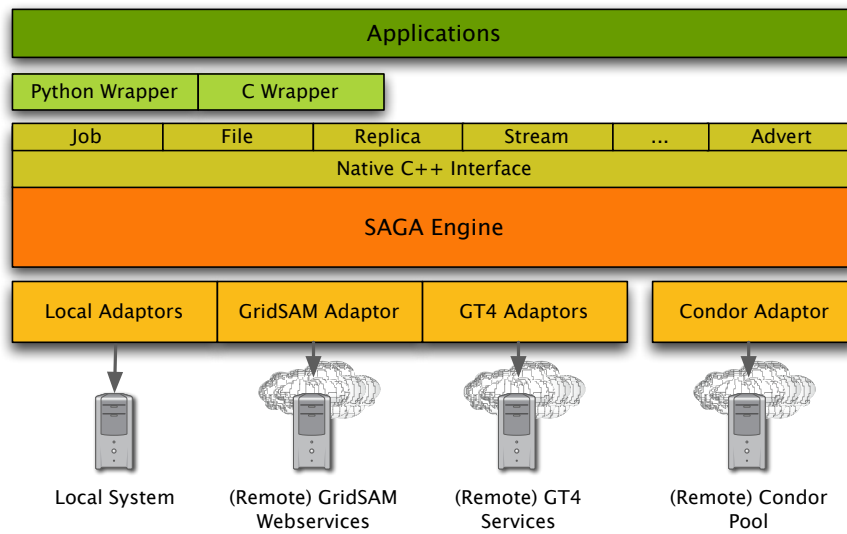 Applications
Python Wrapper C Wrapper
Job File Replica Stream ... Advert
Native C++ Interface
SAGA Engine
Local Adaptors GridSAM Adaptor GT4 Adaptors Condor Adaptor
Local System (Remote) GridSAM (Remote) GT4 (Remote) Condor
Webservices Services Pool